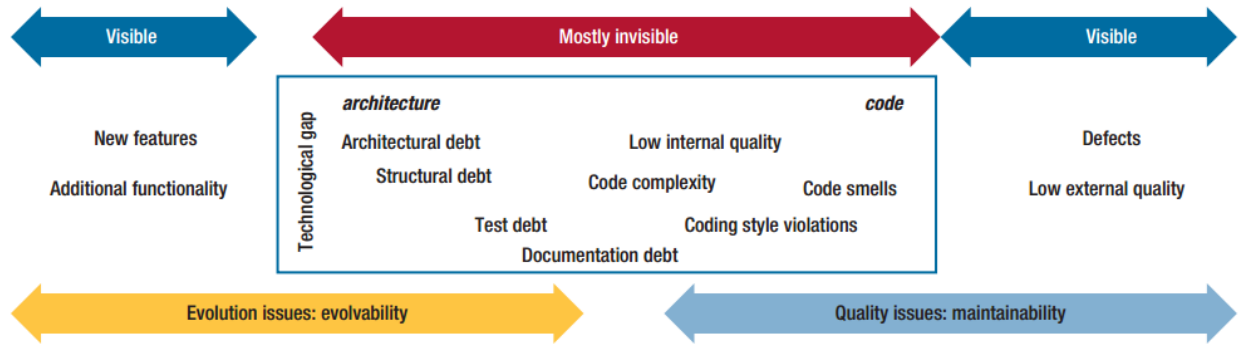 Visible
Mostly invisible
Visible
New features
Additional functionality
Technological gap
architecture
code
Architectural debt
Low internal quality
Structural debt
Code complexity
Code smells
Test debt
Coding style violations
Documentation debt
Defects
Low external quality
Evolution issues: evolvability
Quality issues: maintainability